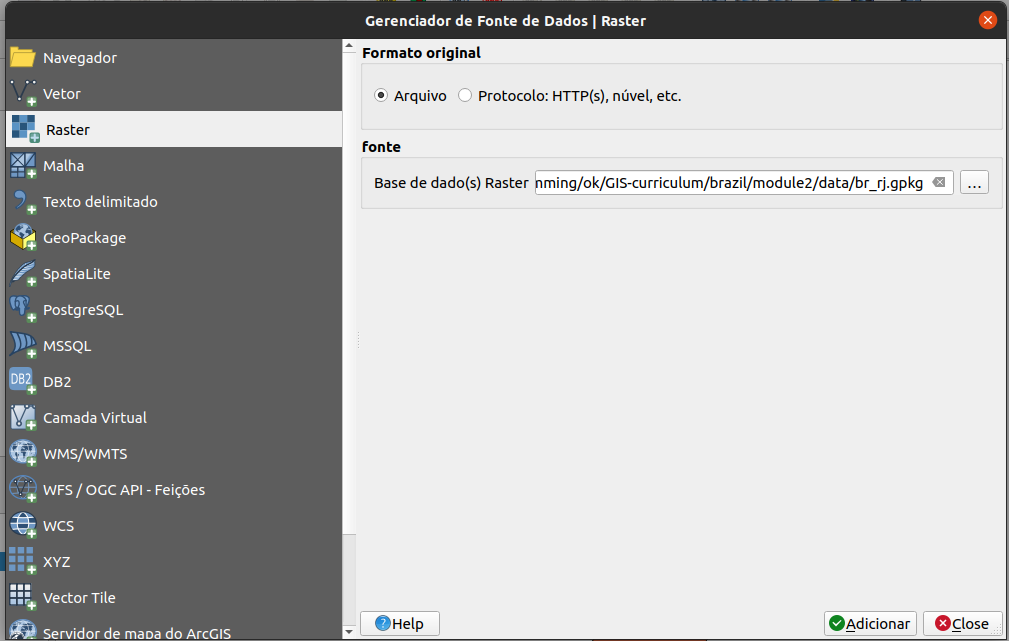 Gerenciador de Fonte de Dados | Raster
Navegador
Vetor
Raster
Malha
Texto delimitado
GeoPackage
SpatiaLite
PostgreSQL
MSSQL
DB2
DB2
Camada Virtual
WMS/WMTS
WFS / OGC API - Feições
WCS
XYZ
Vector Tile
Servidor de mapa do ArcGIS
Formato original
Arquivo
Protocolo: HTTP(s), núvel, etc.
fonte
Base de dado(s) Raster nming/ok/GIS-curriculum/brazil/module2/data/br_rj.gpkg ...
Help
Adicionar
Close